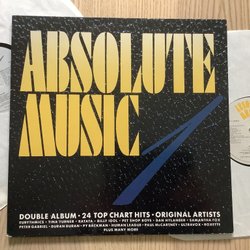 ABSOLUTE
MUSIC
1
DOUBLE ALBUM · 24 TOP CHART HITS · ORIGINAL ARTISTS
EURYTHMICS · TINA TURNER · RATATA · BILLY IDOL · PET SHOP BOYS · DAN HYLANDER · SAMANTHA FOX
PETER GABRIEL · DURAN DURAN · PY BÄCKMAN · HUMAN LEAGUE · PAUL McCARTNEY · ULTRAVOX · ROXETTE
PLUS MANY MORE!